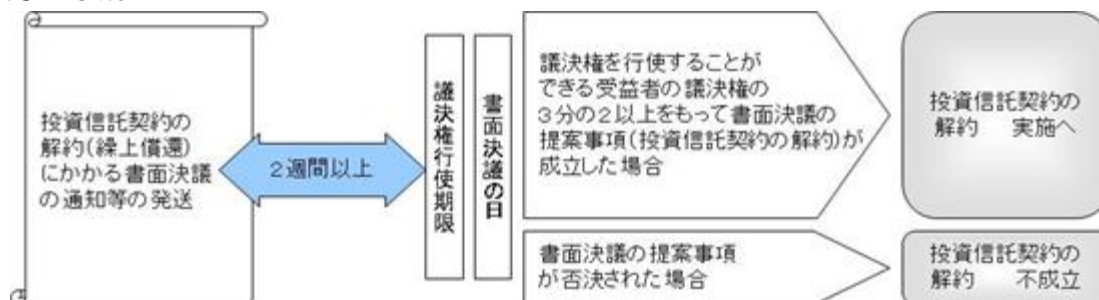 投資信託契約の
解約(繰上償還)
にかかる書面決議
の通知等の発送
2週間以上
議決権行使期限
書面決議の日
議決権を行使することが
できる受益者の議決権の
3分の2以上をもって書面決議の
提案事項(投資信託契約の解約)が
成立した場合
投資信託契約の
解約 実施へ
書面決議の提案事項
が否決された場合
投資信託契約の
解約 不成立